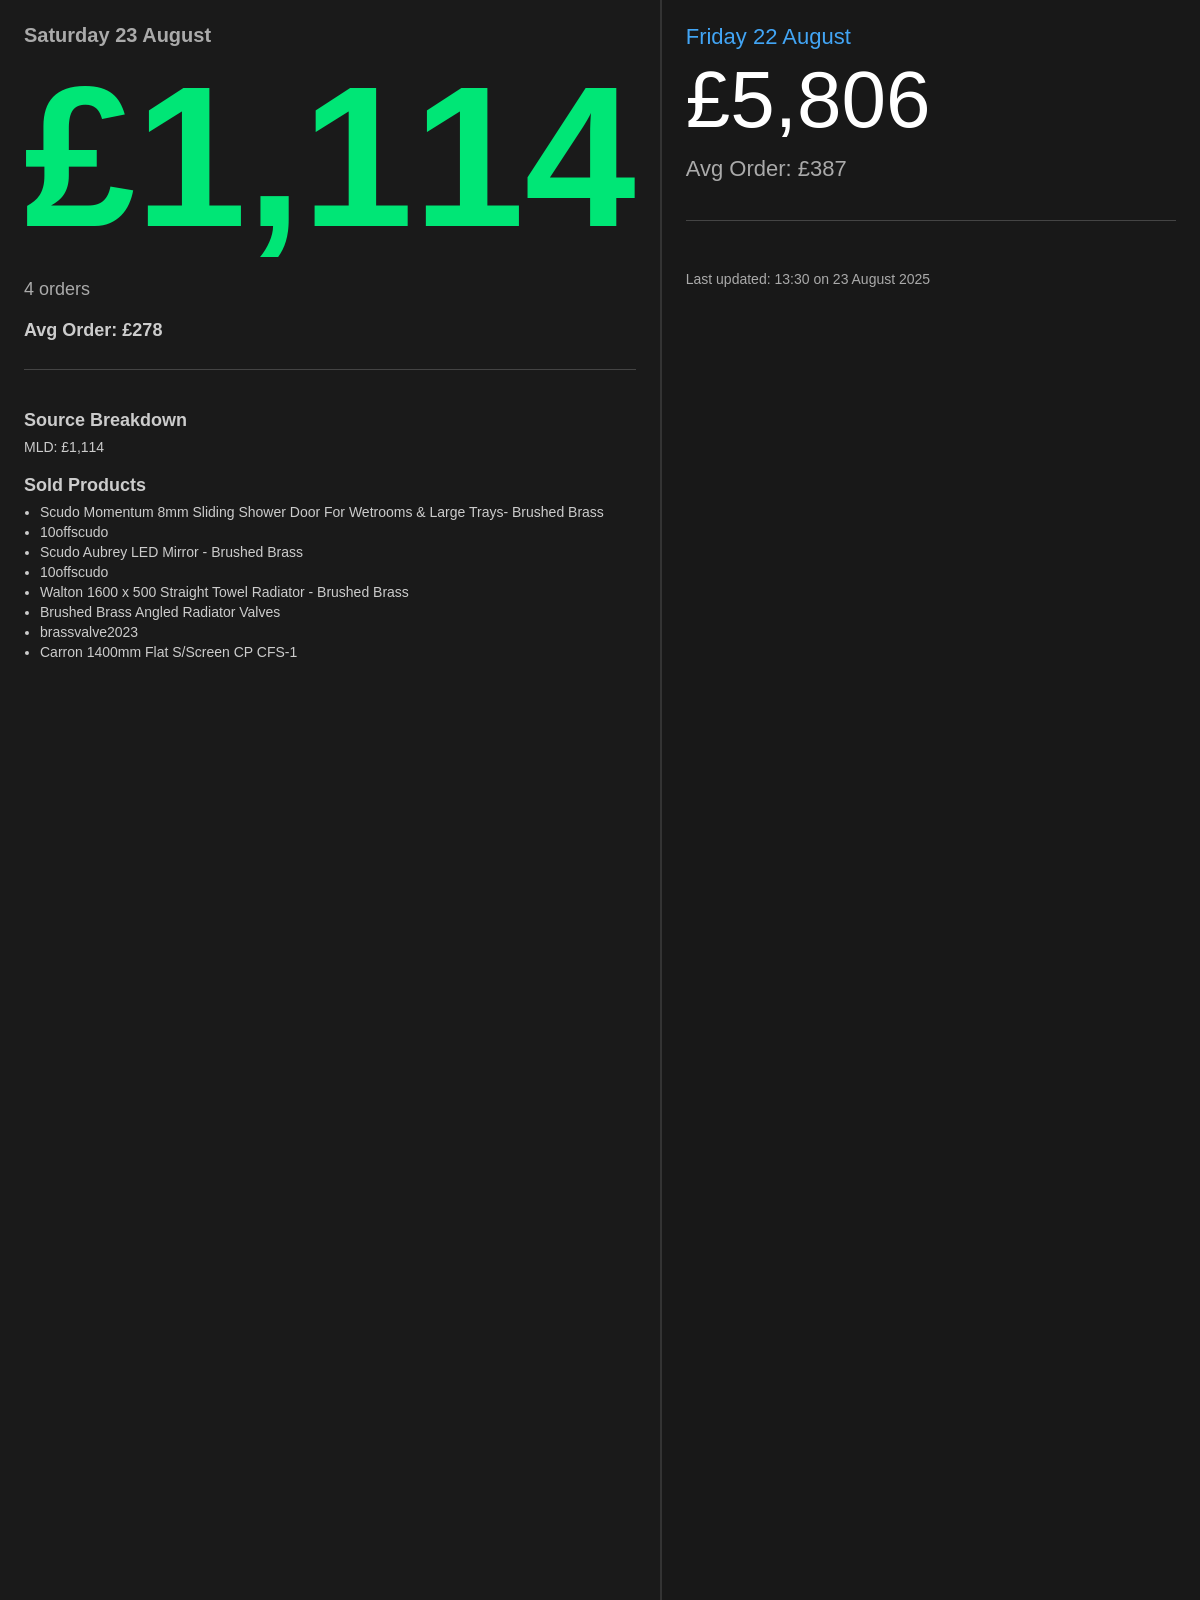 Saturday 23 August
£1,114
4 orders
Avg Order: £278
Source Breakdown
MLD: £1,114
Sold Products
• Scudo Momentum 8mm Sliding Shower Door For Wetrooms & Large Trays- Brushed Brass
• 10offscudo
• Scudo Aubrey LED Mirror - Brushed Brass
• 10offscudo
• Walton 1600 x 500 Straight Towel Radiator - Brushed Brass
• Brushed Brass Angled Radiator Valves
• brassvalve2023
• Carron 1400mm Flat S/Screen CP CFS-1
Friday 22 August
£5,806
Avg Order: £387
Last updated: 13:30 on 23 August 2025